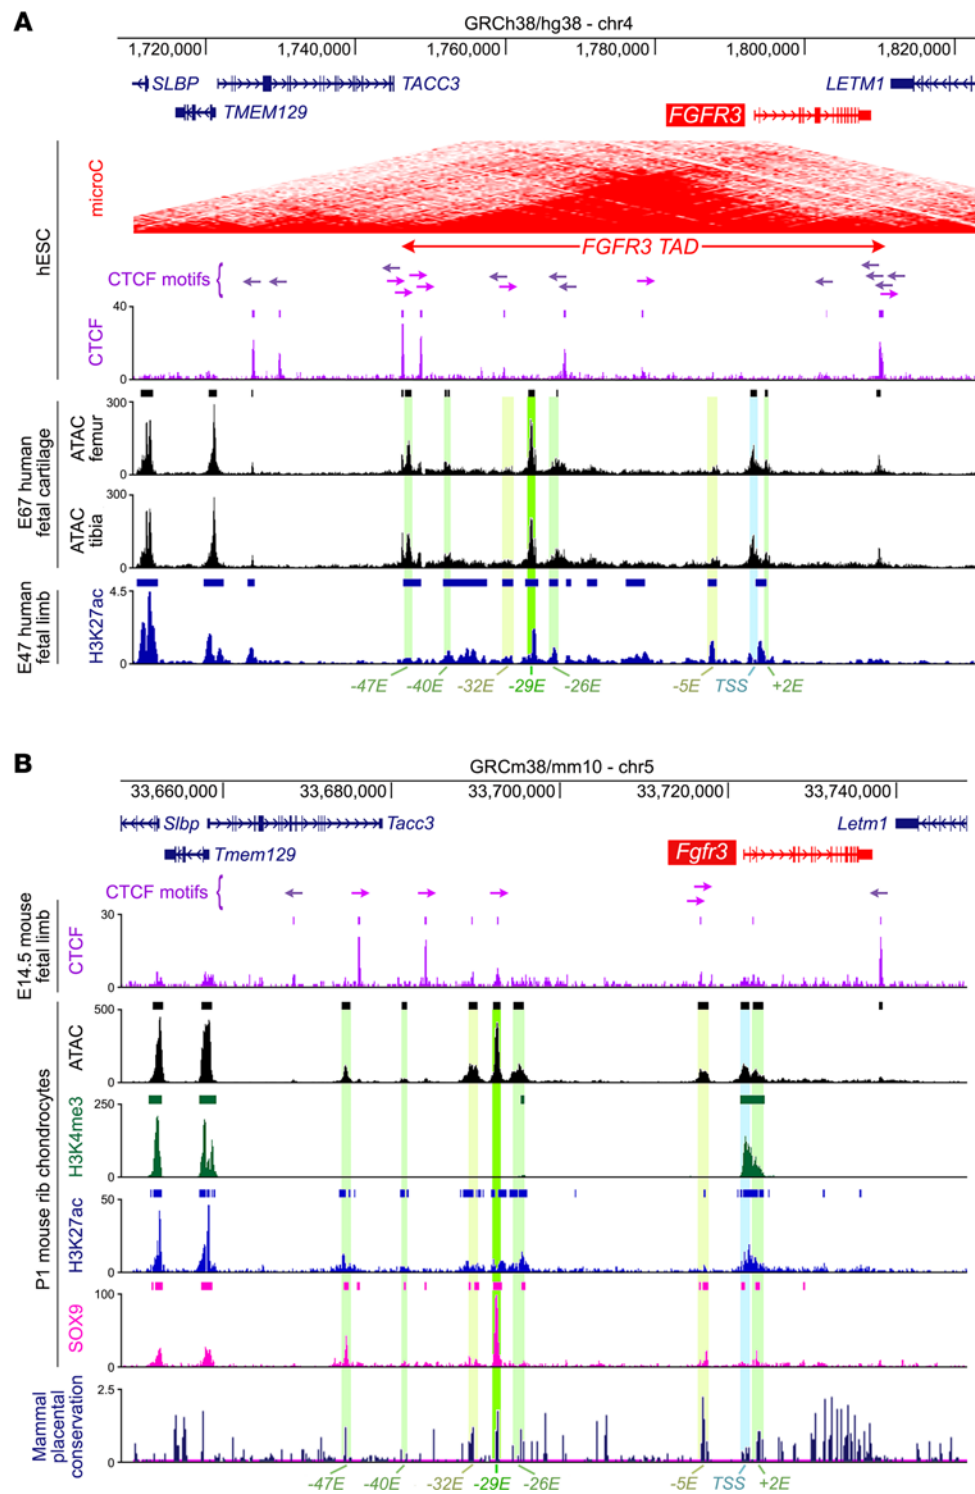 A
GRCh38/hg38 - chr4
1,720,000 1,740,000 1,760,000 1,780,000 1,800,000 1,820,000
SLBP TACC3 LETM1
TMEM129 FGFR3
hESC
microC
FGFR3 TAD
CTCF motifs {
CTCF
40
0
E67 human fetal cartilage
ATAC femur
300
0
ATAC tibia
300
0
E47 human fetal limb
H3K27ac
4.5
0
-47E -40E -32E -29E -26E -5E TSS +2E
B
GRCm38/mm10 - chr5
33,660,000 33,680,000 33,700,000 33,720,000 33,740,000
Slbp Tacc3 Letm1
Tmem129 Fgfr3
CTCF motifs {
E14.5 mouse fetal limb
CTCF
30
0
P1 mouse rib chondrocytes
ATAC
500
0
H3K4me3
250
0
H3K27ac
50
0
SOX9
100
0
Mammal placental conservation
2.5
0
-47E -40E -32E -29E -26E -5E TSS +2E